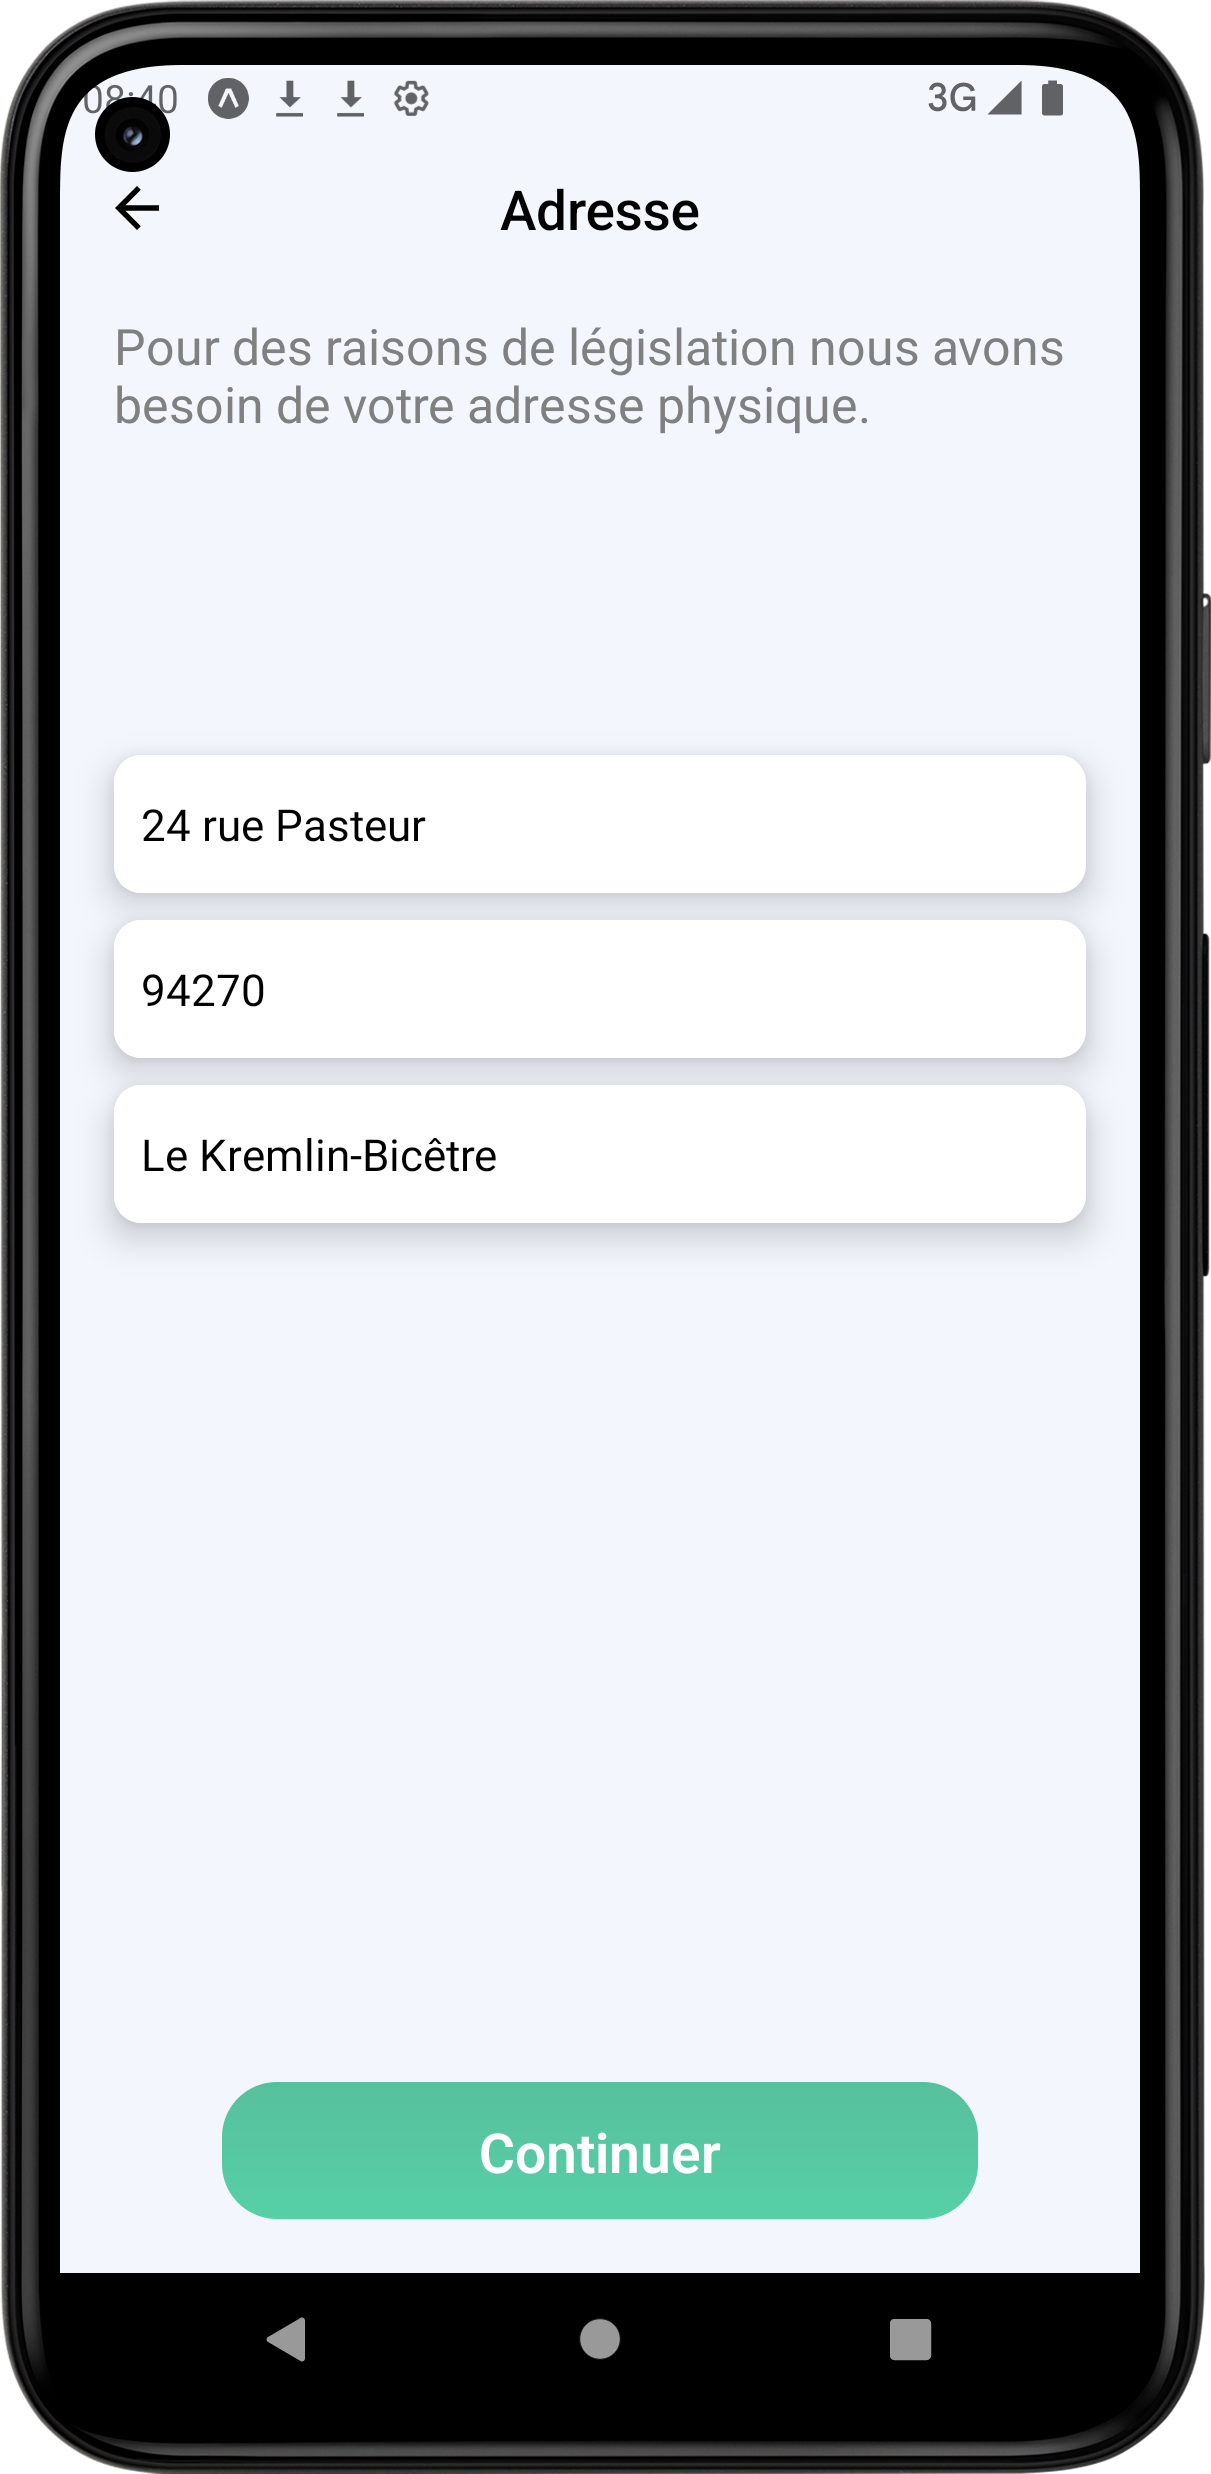 08:40
3G
Adresse
Pour des raisons de législation nous avons
besoin de votre adresse physique.
24 rue Pasteur
94270
Le Kremlin-Bicêtre
Continuer